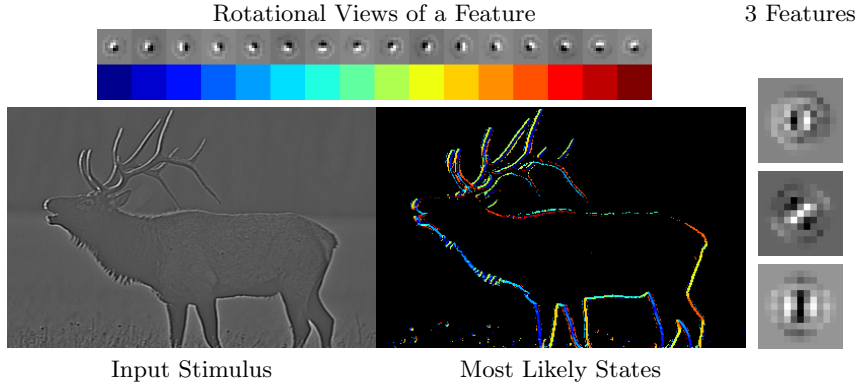 Rotational Views of a Feature
3 Features
Input Stimulus
Most Likely States